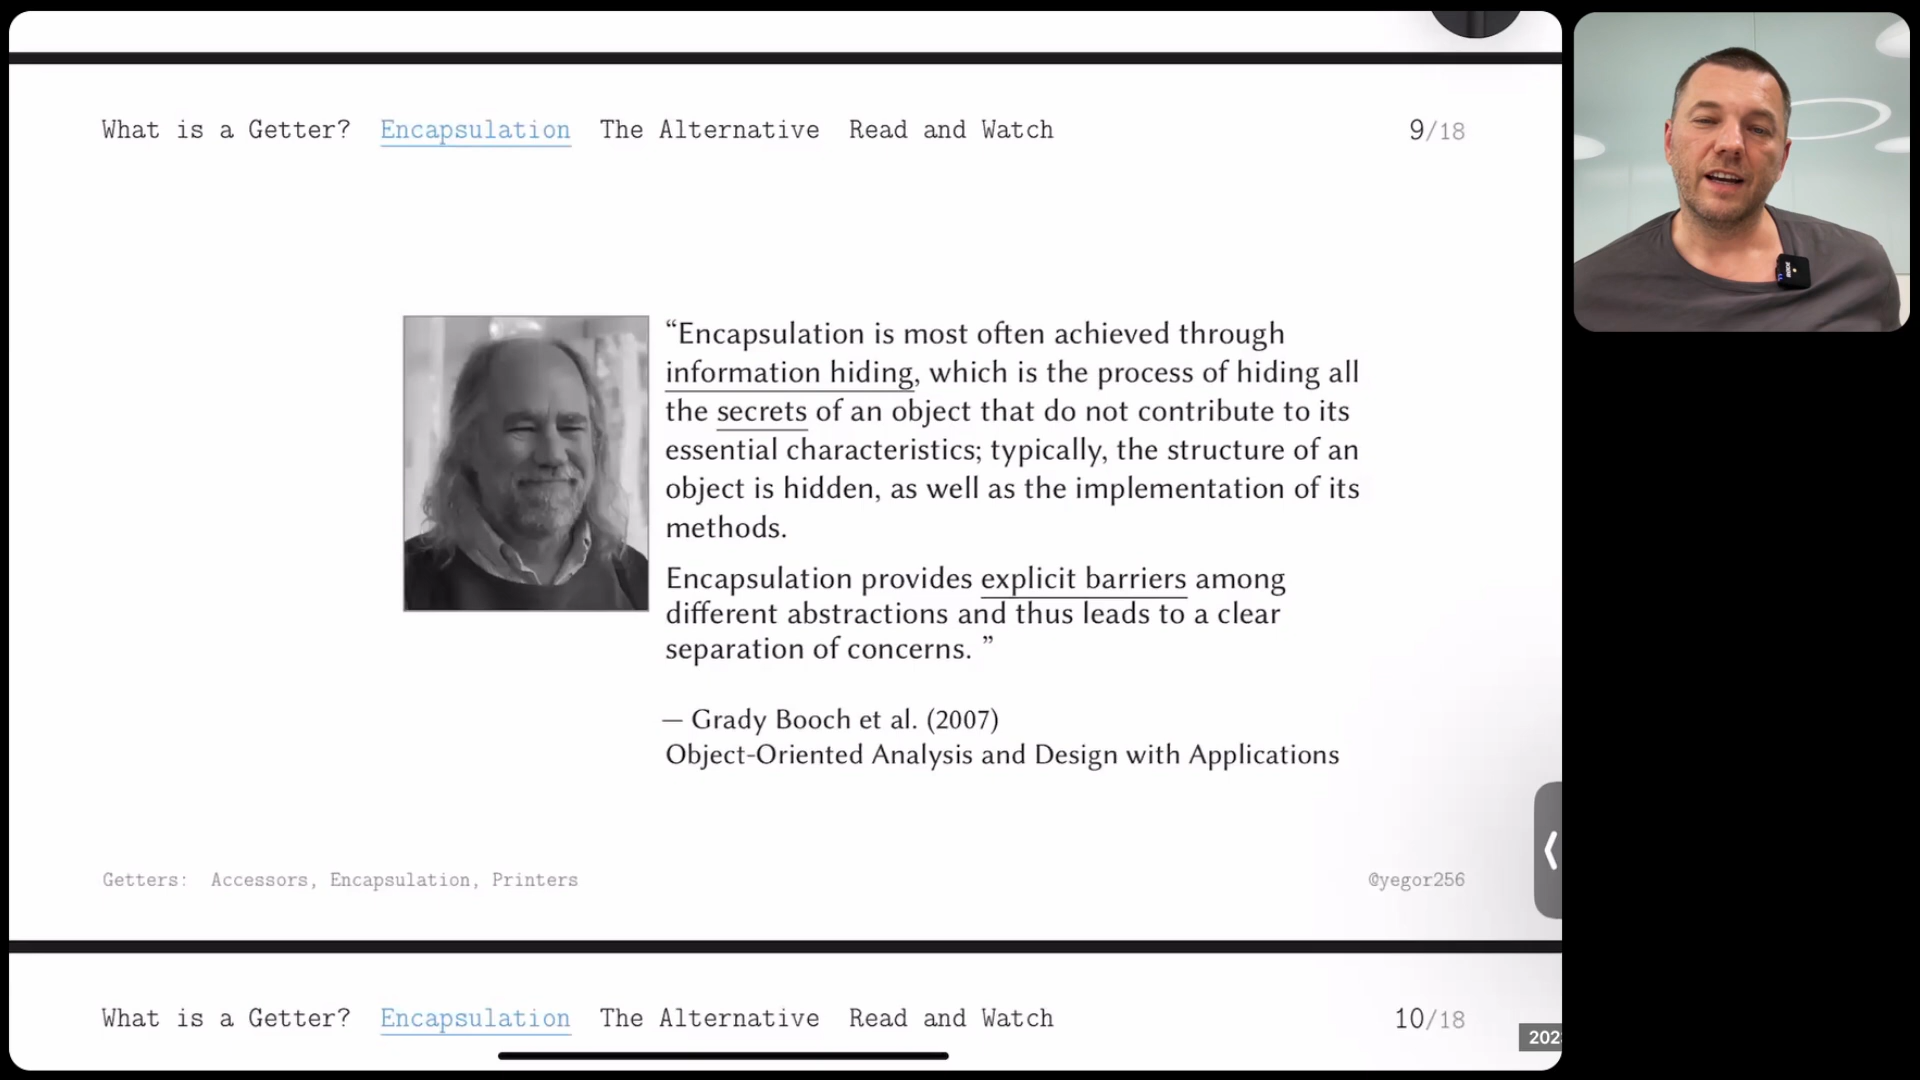 What is a Getter? Encapsulation The Alternative Read and Watch 9/18
“Encapsulation is most often achieved through
information hiding, which is the process of hiding all
the secrets of an object that do not contribute to its
essential characteristics; typically, the structure of an
object is hidden, as well as the implementation of its
methods.
Encapsulation provides explicit barriers among
different abstractions and thus leads to a clear
separation of concerns. ”
— Grady Booch et al. (2007)
Object-Oriented Analysis and Design with Applications
Getters: Accessors, Encapsulation, Printers @yegor256
What is a Getter? Encapsulation The Alternative Read and Watch 10/18